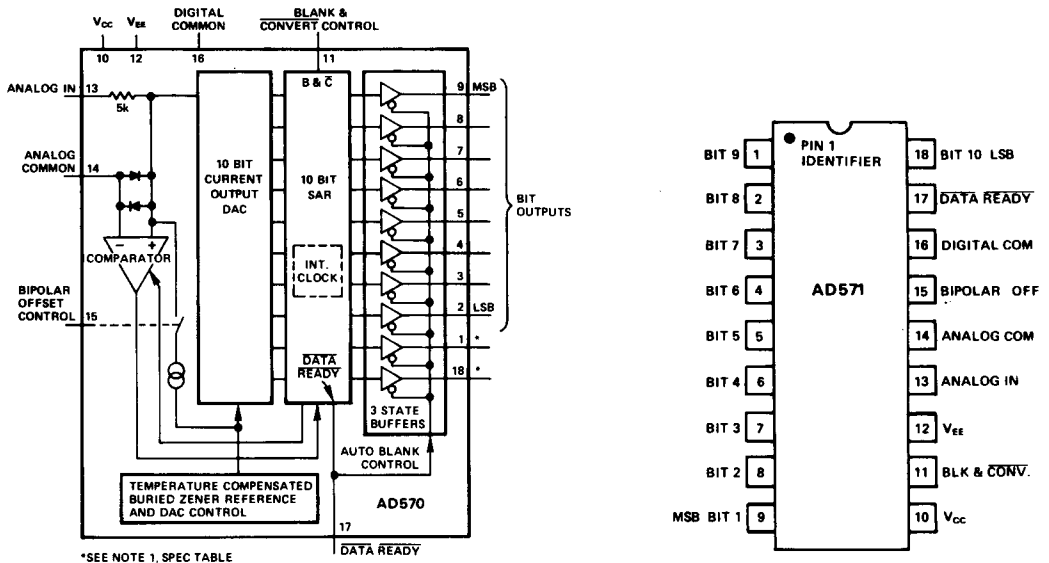 VCC VEE
DIGITAL COMMON
BLANK & CONVERT CONTROL
10 12 16 11
ANALOG IN 13
5k
ANALOG COMMON 14
COMPARATOR
− +
BIPOLAR OFFSET CONTROL 15
10 BIT CURRENT OUTPUT DAC
B & C
10 BIT SAR
INT. CLOCK
DATA READY
9 MSB
8
7
6
5
4
3
2 LSB
1 *
18 *
BIT OUTPUTS
3 STATE BUFFERS
AUTO BLANK CONTROL
TEMPERATURE COMPENSATED
BURIED ZENER REFERENCE
AND DAC CONTROL
AD570
17
DATA READY
*SEE NOTE 1, SPEC TABLE
PIN 1 IDENTIFIER
AD571
BIT 9 1
BIT 8 2
BIT 7 3
BIT 6 4
BIT 5 5
BIT 4 6
BIT 3 7
BIT 2 8
MSB BIT 1 9
18 BIT 10 LSB
17 DATA READY
16 DIGITAL COM
15 BIPOLAR OFF
14 ANALOG COM
13 ANALOG IN
12 VEE
11 BLK & CONV.
10 VCC